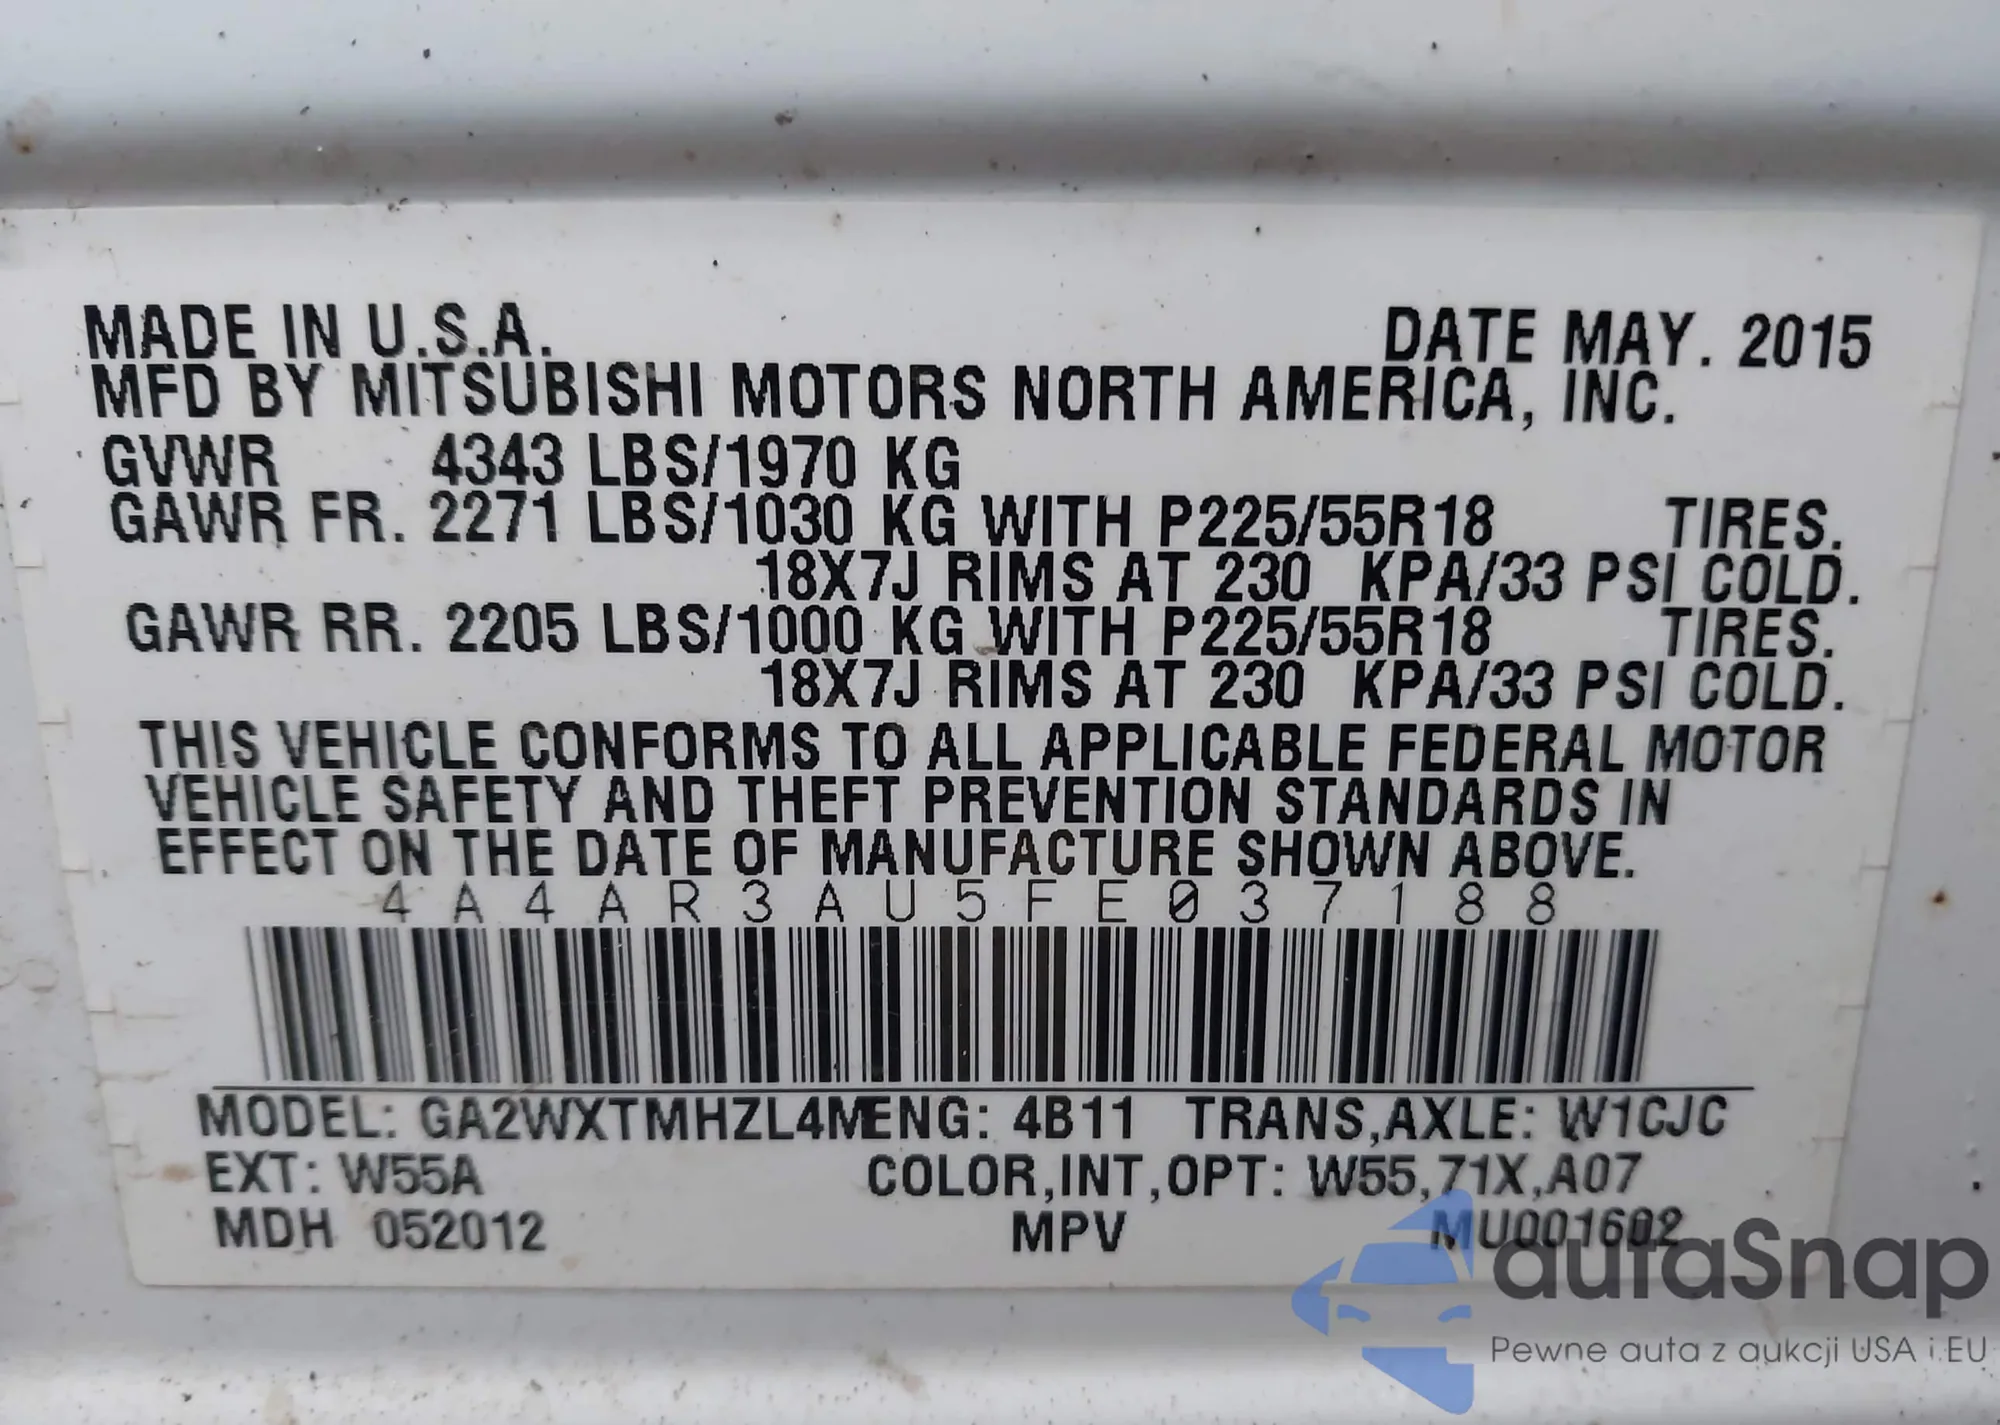 MADE IN U.S.A. DATE MAY. 2015
MFD BY MITSUBISHI MOTORS NORTH AMERICA, INC.
GVWR 4343 LBS/1970 KG
GAWR FR. 2271 LBS/1030 KG WITH P225/55R18 TIRES.
18X7J RIMS AT 230 KPA/33 PSI COLD.
GAWR RR. 2205 LBS/1000 KG WITH P225/55R18 TIRES.
18X7J RIMS AT 230 KPA/33 PSI COLD.
THIS VEHICLE CONFORMS TO ALL APPLICABLE FEDERAL MOTOR
VEHICLE SAFETY AND THEFT PREVENTION STANDARDS IN
EFFECT ON THE DATE OF MANUFACTURE SHOWN ABOVE.
4A4AR3AU5FE037188
MODEL: GA2WXTMHZL4MENG: 4B11 TRANS,AXLE: W1CJC
EXT: W55A COLOR,INT,OPT: W55,71X,A07
MDH 052012 MPV MU001602
autaSnap
Pewne auta z aukcji USA i EU